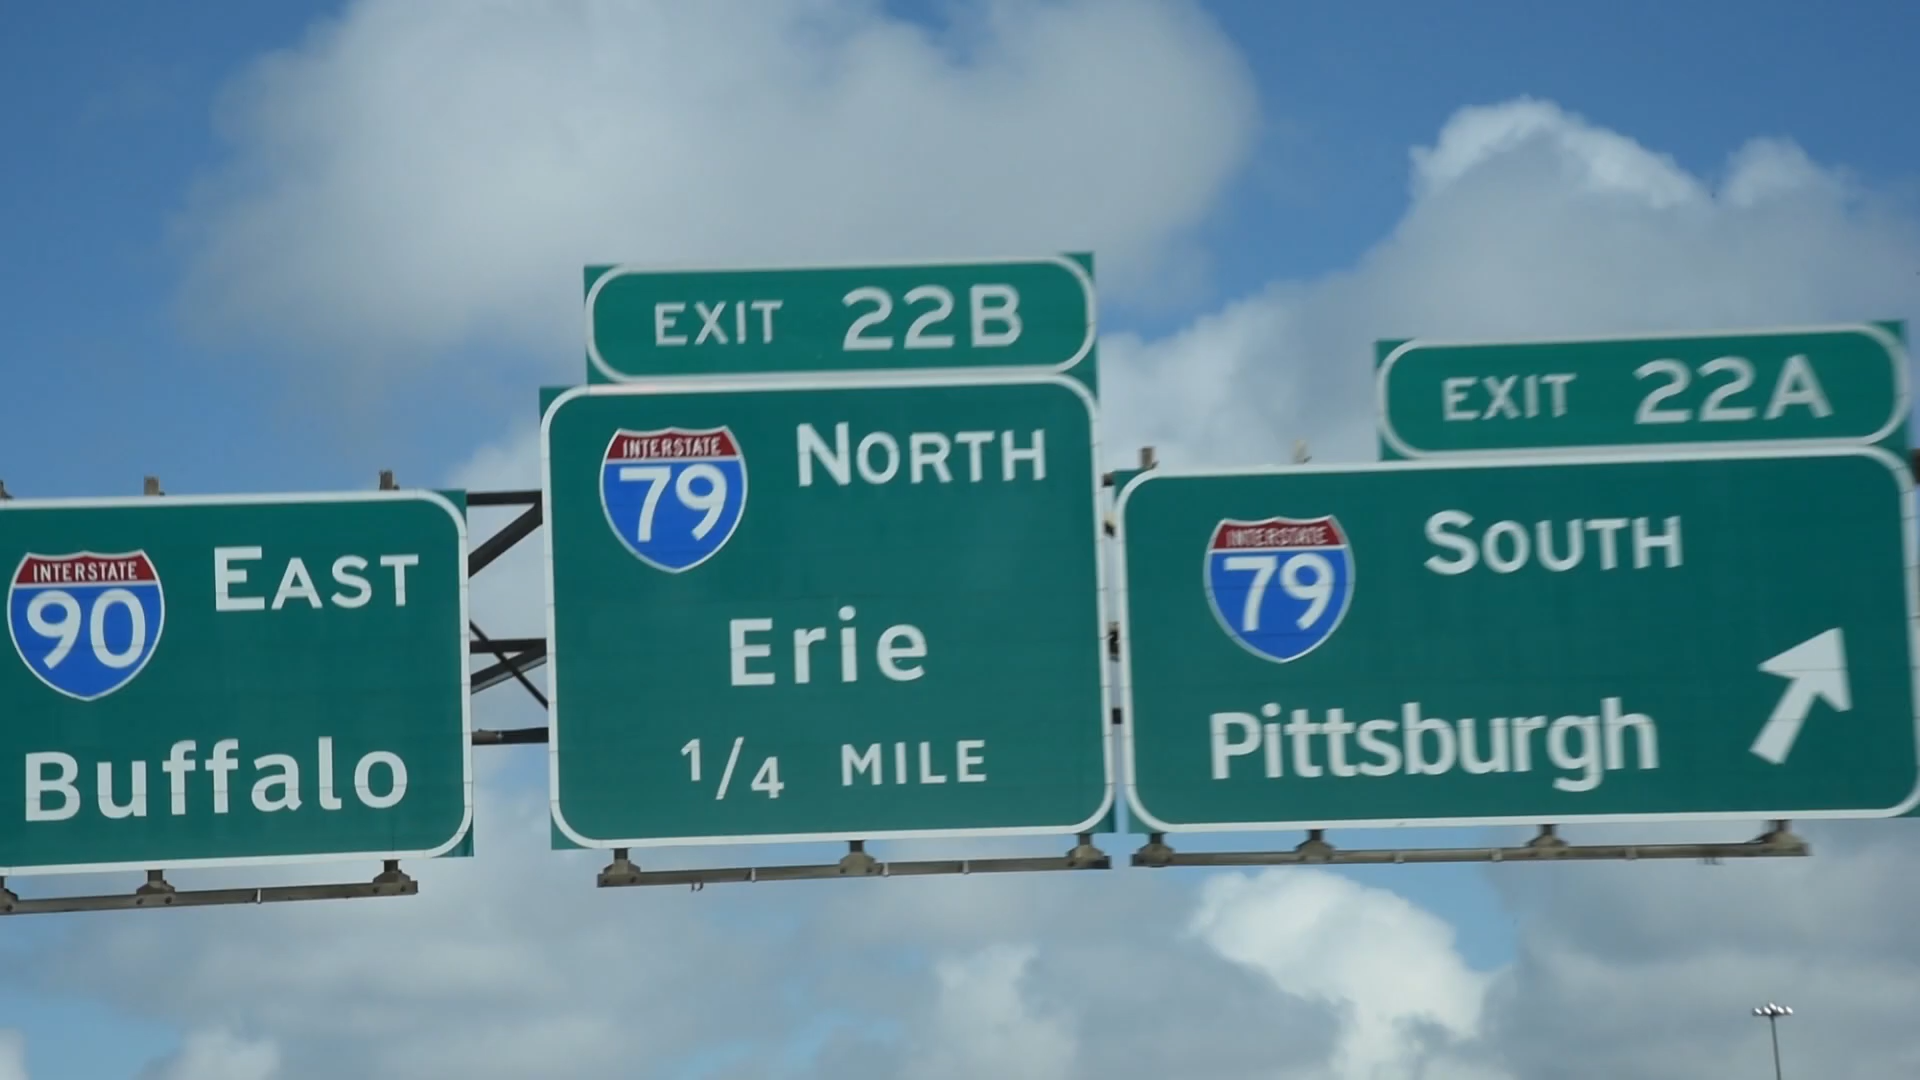 INTERSTATE
90
EAST
Buffalo
EXIT 22B
INTERSTATE
79
NORTH
Erie
1/4 MILE
EXIT 22A
INTERSTATE
79
SOUTH
Pittsburgh